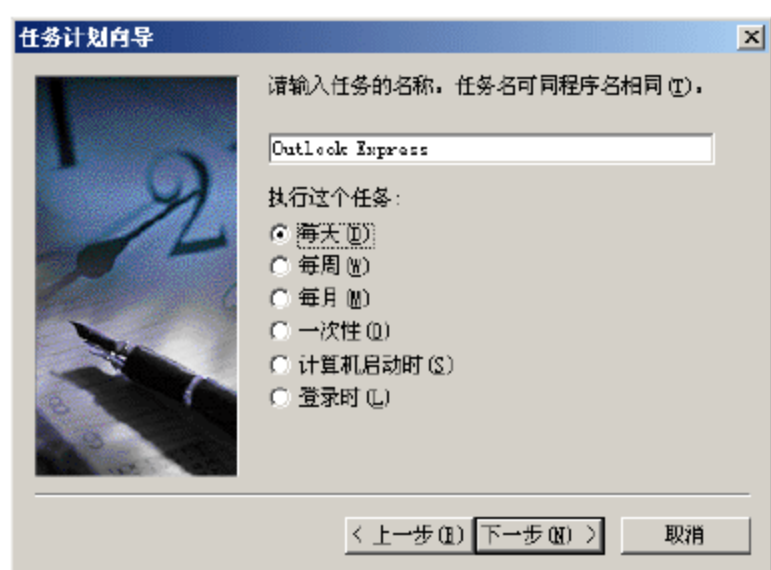 任务计划向导
请输入任务的名称。任务名可同程序名相同(T)。
Outlook Express
执行这个任务:
每天(D)
每周(W)
每月(M)
一次性(O)
计算机启动时(S)
登录时(L)
< 上一步(B) 下一步(N) > 取消